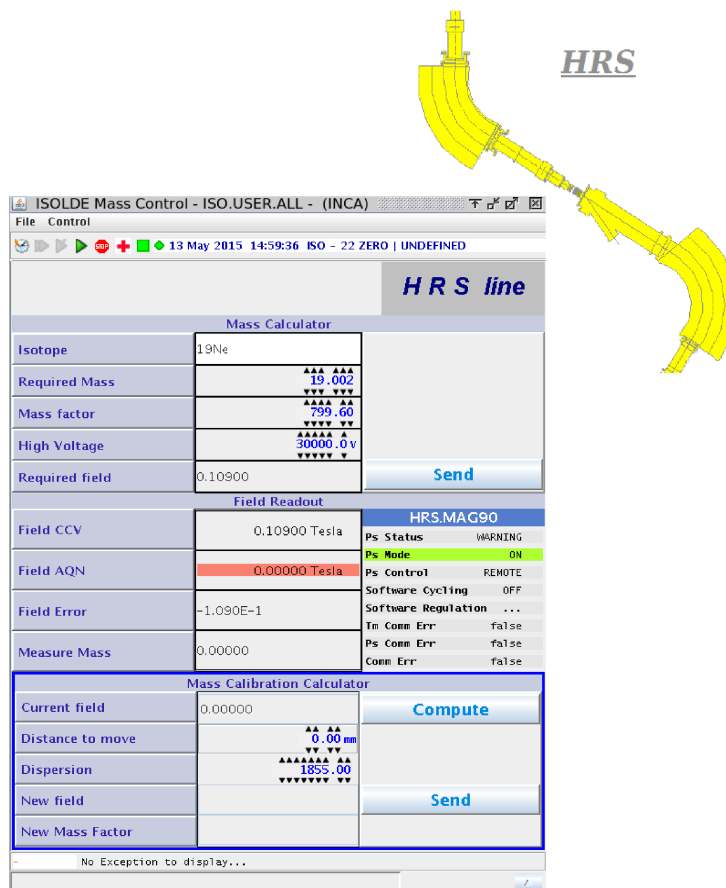 HRS
ISOLDE Mass Control - ISO.USER.ALL - (INCA)
File Control
STOP 13 May 2015 14:59:36 ISO - 22 ZERO | UNDEFINED
H R S line
Mass Calculator
Isotope 19Ne
Required Mass 19.002
Mass factor 799.60
High Voltage 30000.0 v
Required field 0.10900 Send
Field Readout
Field CCV 0.10900 Tesla
Field AQN 0.00000 Tesla
Field Error -1.090E-1
Measure Mass 0.00000
HRS.MAG90
Ps Status WARNING
Ps Mode ON
Ps Control REMOTE
Software Cycling OFF
Software Regulation ...
Tm Comm Err false
Ps Comm Err false
Comm Err false
Mass Calibration Calculator
Current field 0.00000 Compute
Distance to move 0.00 mm
Dispersion 1855.00
New field Send
New Mass Factor
- No Exception to display...